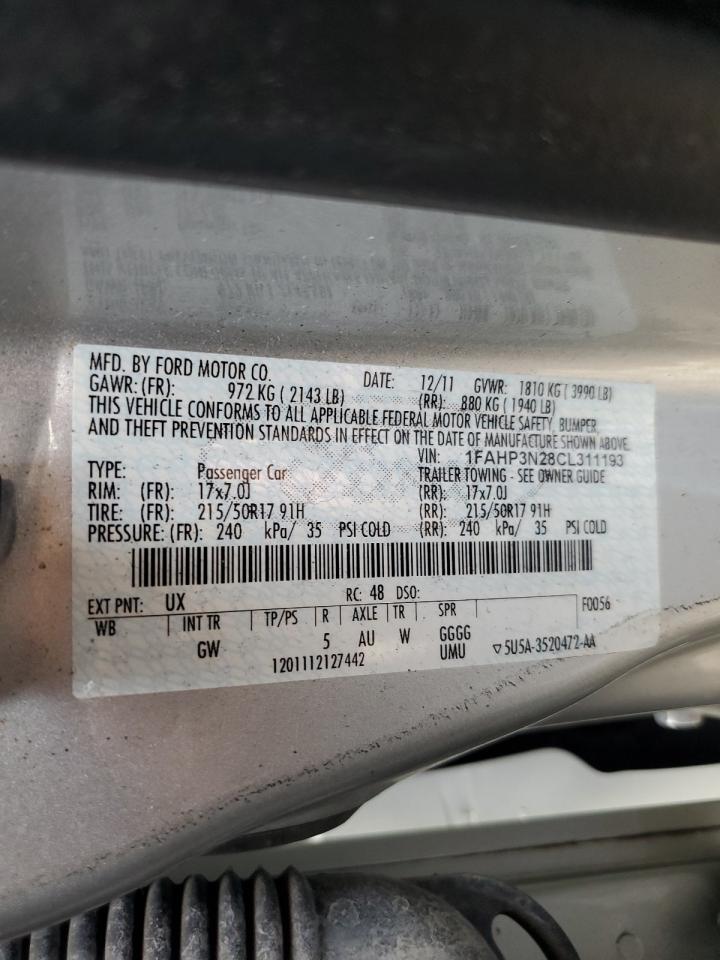 MFD. BY FORD MOTOR CO. DATE: 12/11 GVWR: 1810 KG ( 3990 LB)
GAWR: (FR): 972 KG ( 2143 LB) (RR): 880 KG ( 1940 LB)
THIS VEHICLE CONFORMS TO ALL APPLICABLE FEDERAL MOTOR VEHICLE SAFETY, BUMPER,
AND THEFT PREVENTION STANDARDS IN EFFECT ON THE DATE OF MANUFACTURE SHOWN ABOVE.
VIN: 1FAHP3N28CL311193
TYPE: Passenger Car TRAILER TOWING - SEE OWNER GUIDE
RIM: (FR): 17x7.0J (RR): 17x7.0J
TIRE: (FR): 215/50R17 91H (RR): 215/50R17 91H
PRESSURE: (FR): 240 kPa/ 35 PSI COLD (RR): 240 kPa/ 35 PSI COLD
EXT PNT: UX RC: 48 DSO: F0056
WB INT TR TP/PS R AXLE TR SPR
GW 5 AU W GGGG
1201112127442 UMU ▽5U5A-3520472-AA